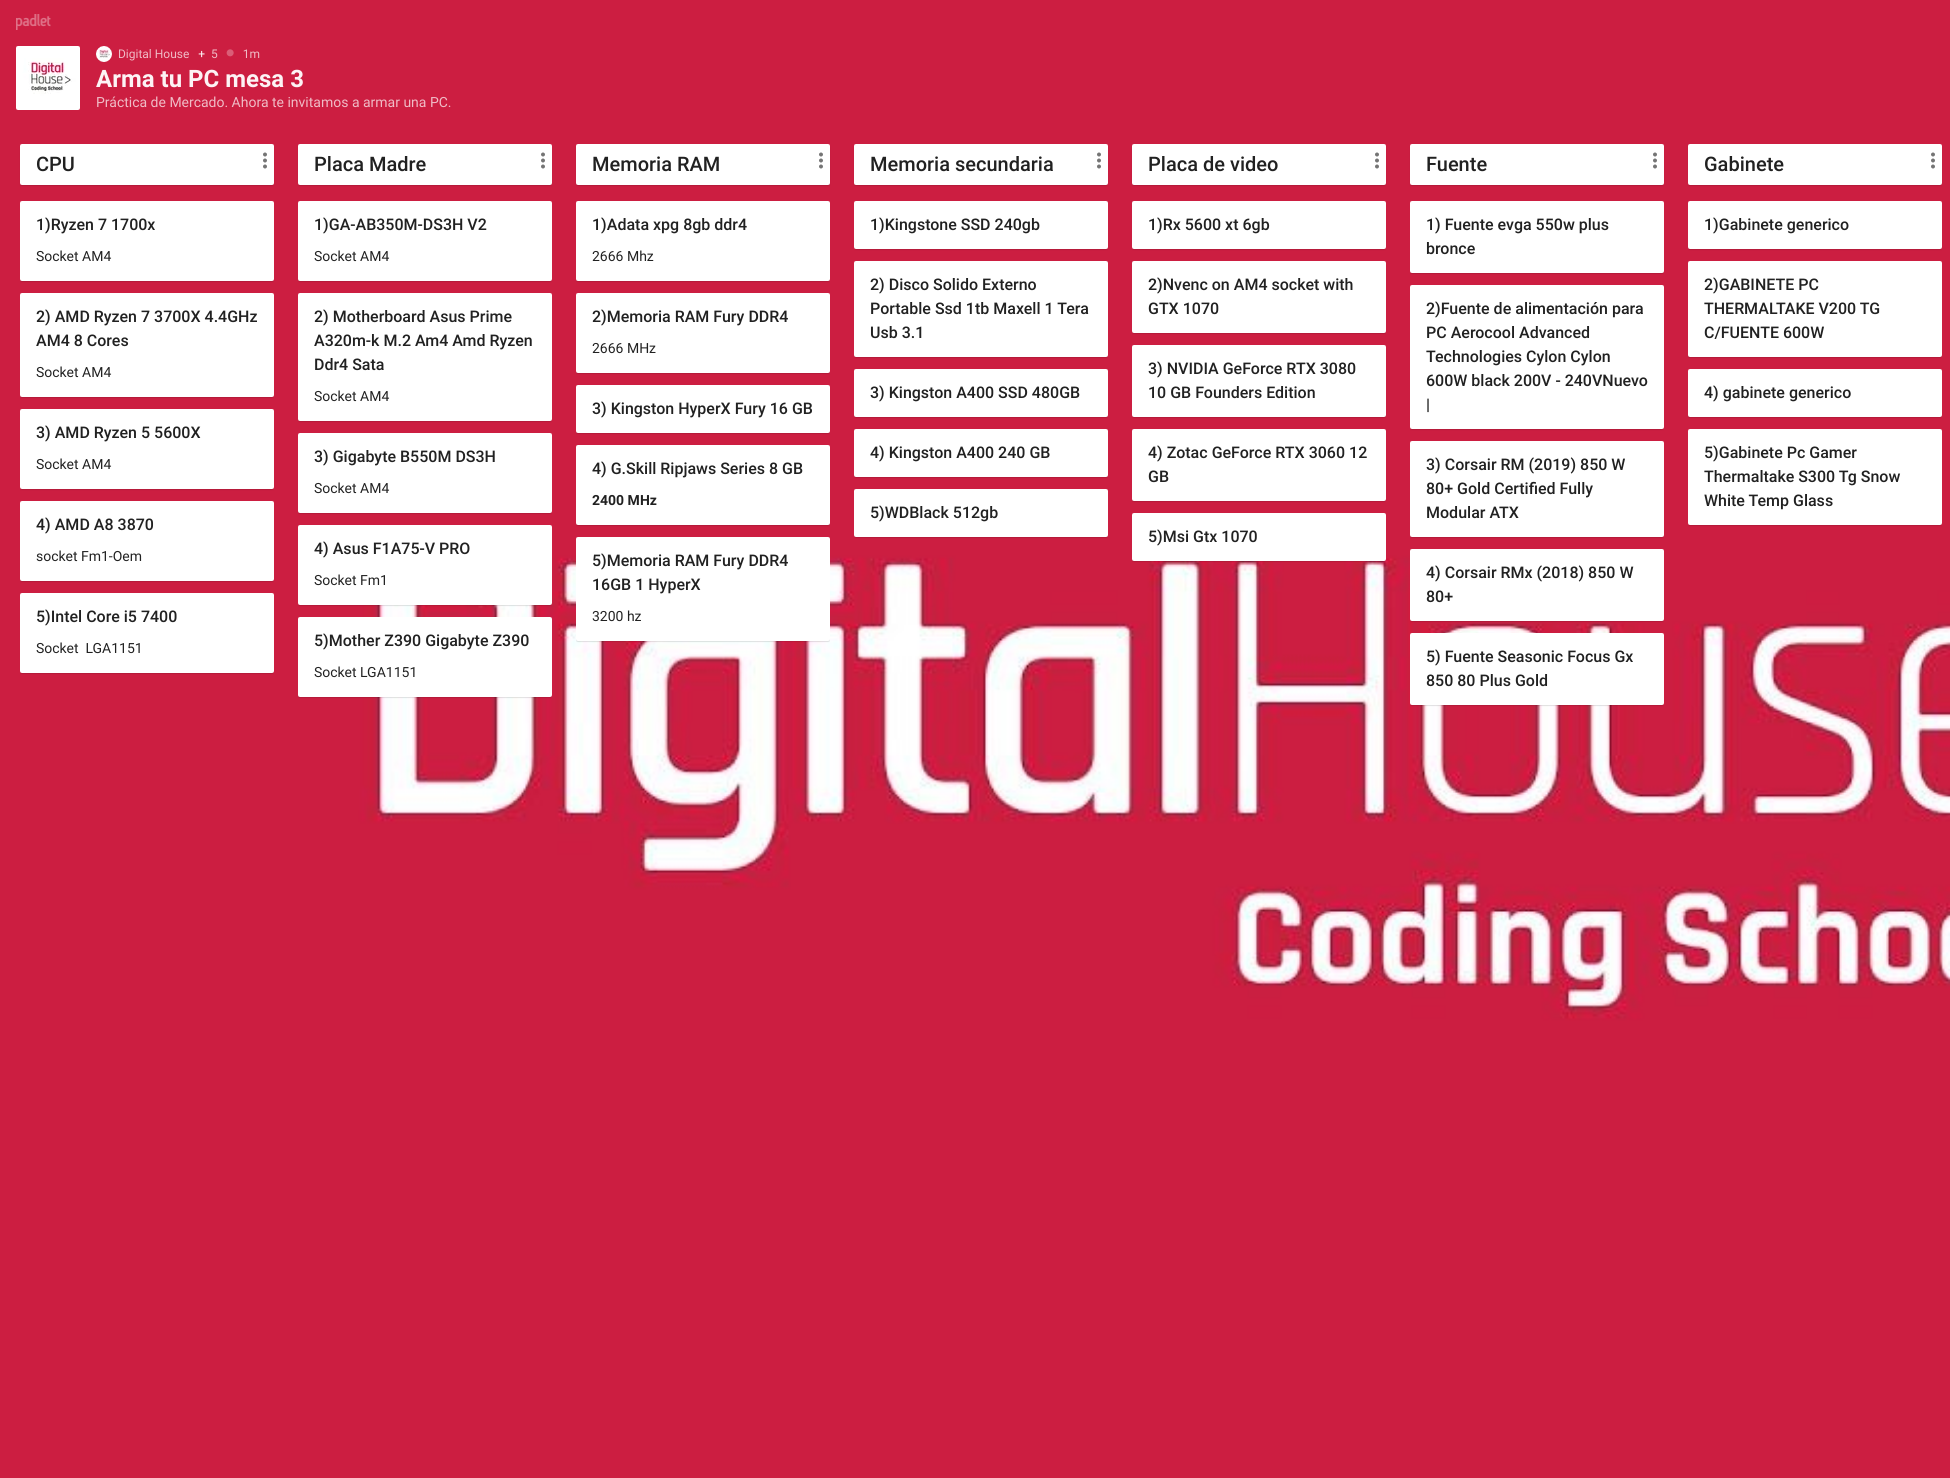 padlet
Digital
House>
Coding School
Digital House + 5 • 1m
Arma tu PC mesa 3
Práctica de Mercado. Ahora te invitamos a armar una PC.
CPU
1)Ryzen 7 1700x
Socket AM4
2) AMD Ryzen 7 3700X 4.4GHz
AM4 8 Cores
Socket AM4
3) AMD Ryzen 5 5600X
Socket AM4
4) AMD A8 3870
socket Fm1-Oem
5)Intel Core i5 7400
Socket  LGA1151
Placa Madre
1)GA-AB350M-DS3H V2
Socket AM4
2) Motherboard Asus Prime
A320m-k M.2 Am4 Amd Ryzen
Ddr4 Sata
Socket AM4
3) Gigabyte B550M DS3H
Socket AM4
4) Asus F1A75-V PRO
Socket Fm1
5)Mother Z390 Gigabyte Z390
Socket LGA1151
Memoria RAM
1)Adata xpg 8gb ddr4
2666 Mhz
2)Memoria RAM Fury DDR4
2666 MHz
3) Kingston HyperX Fury 16 GB
4) G.Skill Ripjaws Series 8 GB
2400 MHz
5)Memoria RAM Fury DDR4
16GB 1 HyperX
3200 hz
Memoria secundaria
1)Kingstone SSD 240gb
2) Disco Solido Externo
Portable Ssd 1tb Maxell 1 Tera
Usb 3.1
3) Kingston A400 SSD 480GB
4) Kingston A400 240 GB
5)WDBlack 512gb
Placa de video
1)Rx 5600 xt 6gb
2)Nvenc on AM4 socket with
GTX 1070
3) NVIDIA GeForce RTX 3080
10 GB Founders Edition
4) Zotac GeForce RTX 3060 12
GB
5)Msi Gtx 1070
Fuente
1) Fuente evga 550w plus
bronce
2)Fuente de alimentación para
PC Aerocool Advanced
Technologies Cylon Cylon
600W black 200V - 240VNuevo
|
3) Corsair RM (2019) 850 W
80+ Gold Certified Fully
Modular ATX
4) Corsair RMx (2018) 850 W
80+
5) Fuente Seasonic Focus Gx
850 80 Plus Gold
Gabinete
1)Gabinete generico
2)GABINETE PC
THERMALTAKE V200 TG
C/FUENTE 600W
4) gabinete generico
5)Gabinete Pc Gamer
Thermaltake S300 Tg Snow
White Temp Glass
DigitalHouse
Coding Schoo